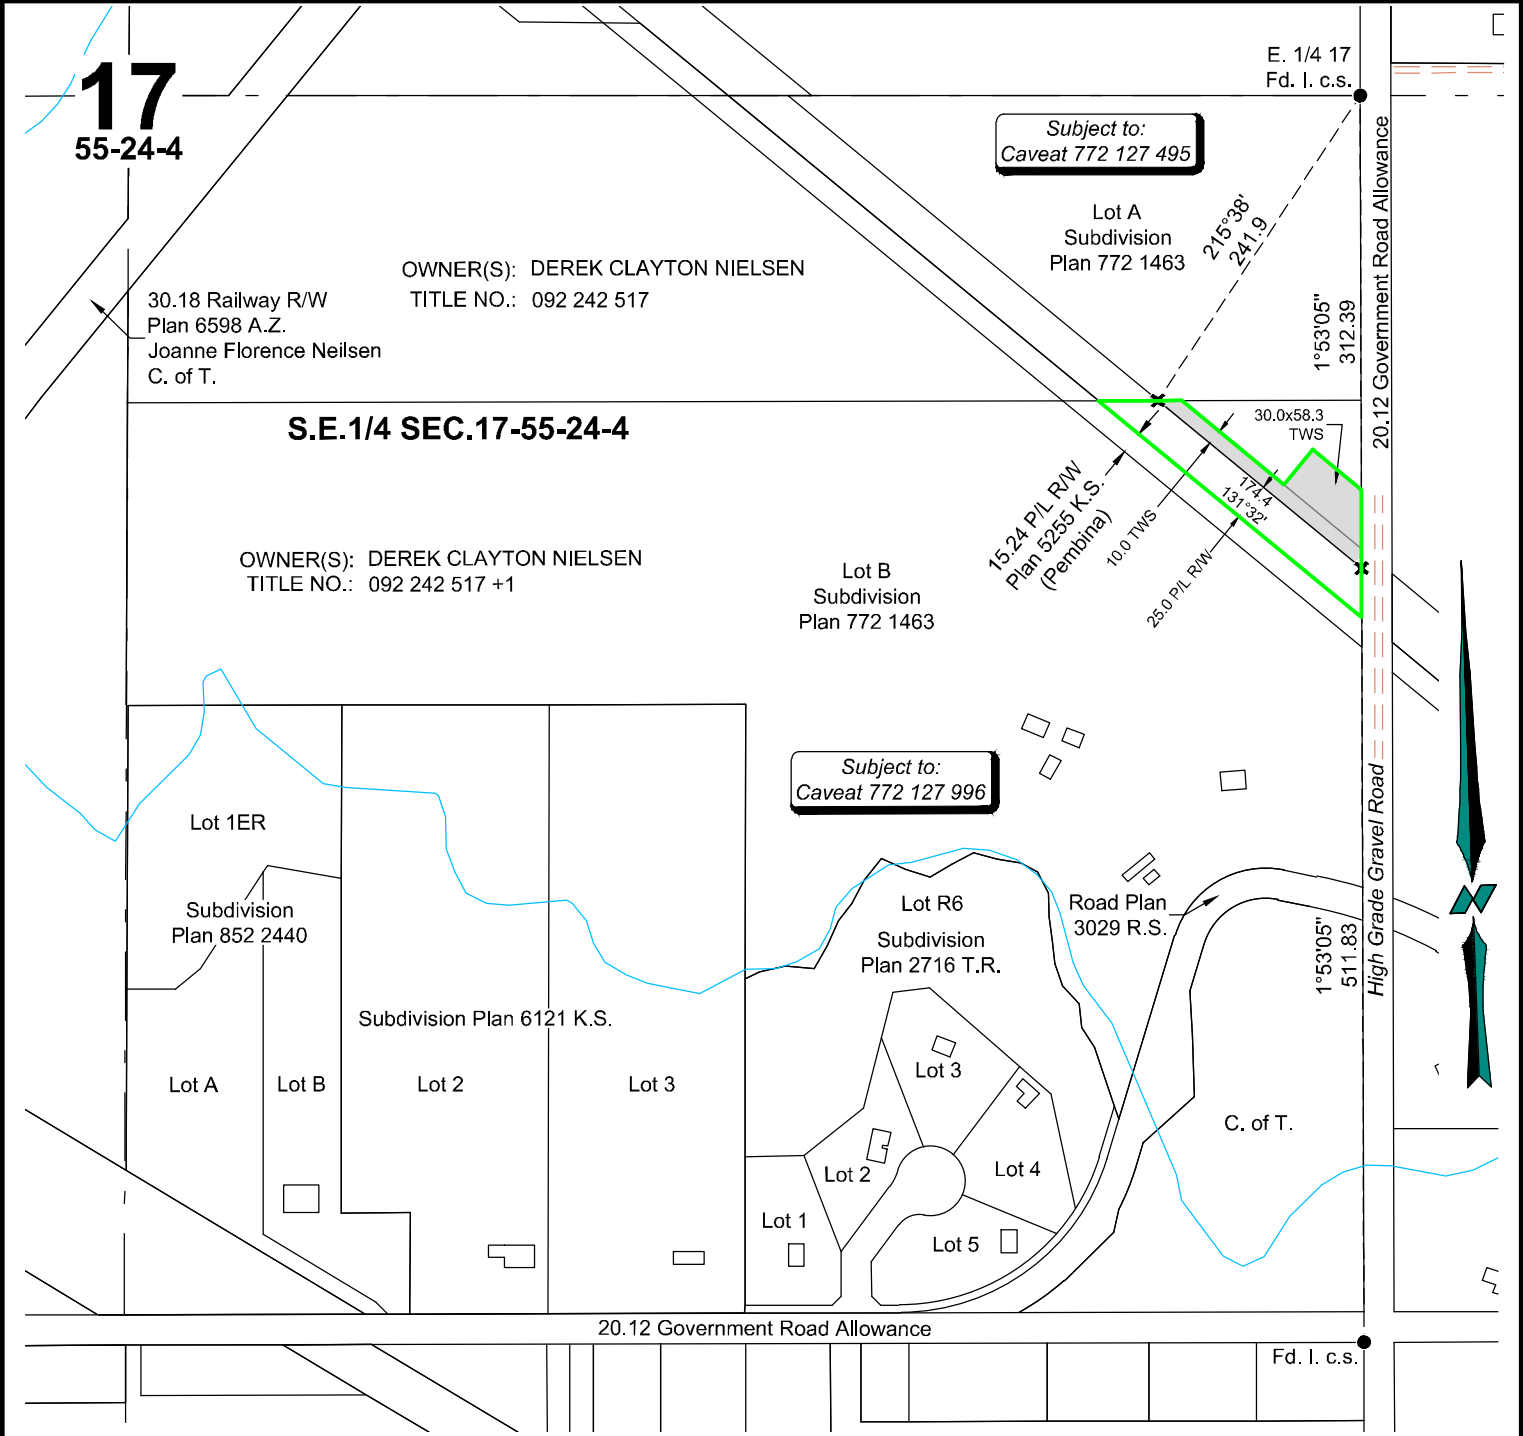 17
55-24-4
E. 1/4 17
Fd. I. c.s.
Subject to:
Caveat 772 127 495
Lot A
Subdivision
Plan 772 1463
215°38'
241.9
20.12 Government Road Allowance
1°53'05"
312.39
OWNER(S): DEREK CLAYTON NIELSEN
TITLE NO.: 092 242 517
30.18 Railway R/W
Plan 6598 A.Z.
Joanne Florence Neilsen
C. of T.
S.E.1/4 SEC.17-55-24-4
30.0x58.3
TWS
174.4
131°32'
15.24 P/L R/W
Plan 5255 K.S.
(Pembina)
10.0 TWS
25.0 P/L R/W
OWNER(S): DEREK CLAYTON NIELSEN
TITLE NO.: 092 242 517 +1
Lot B
Subdivision
Plan 772 1463
Subject to:
Caveat 772 127 996
Lot 1ER
Subdivision
Plan 852 2440
Lot R6
Subdivision
Plan 2716 T.R.
Road Plan
3029 R.S.
1°53'05"
511.83
High Grade Gravel Road
N
Subdivision Plan 6121 K.S.
Lot A
Lot B
Lot 2
Lot 3
Lot 3
Lot 2
Lot 4
Lot 1
Lot 5
C. of T.
20.12 Government Road Allowance
Fd. I. c.s.